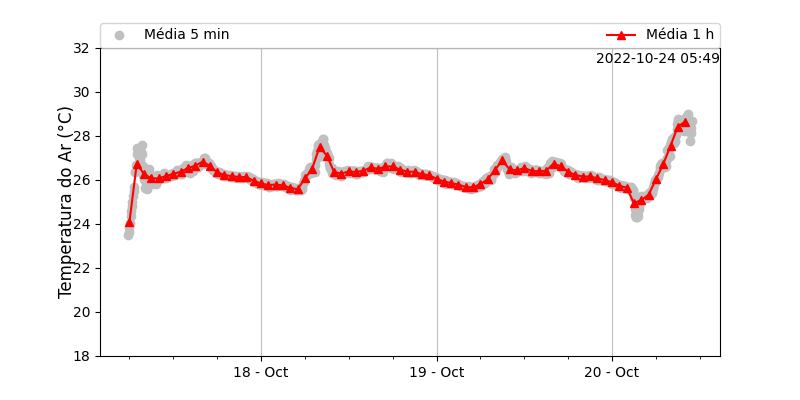 Média 5 min
Média 1 h
2022-10-24 05:49
Temperatura do Ar (°C)
32
30
28
26
24
22
20
18
18 - Oct
19 - Oct
20 - Oct